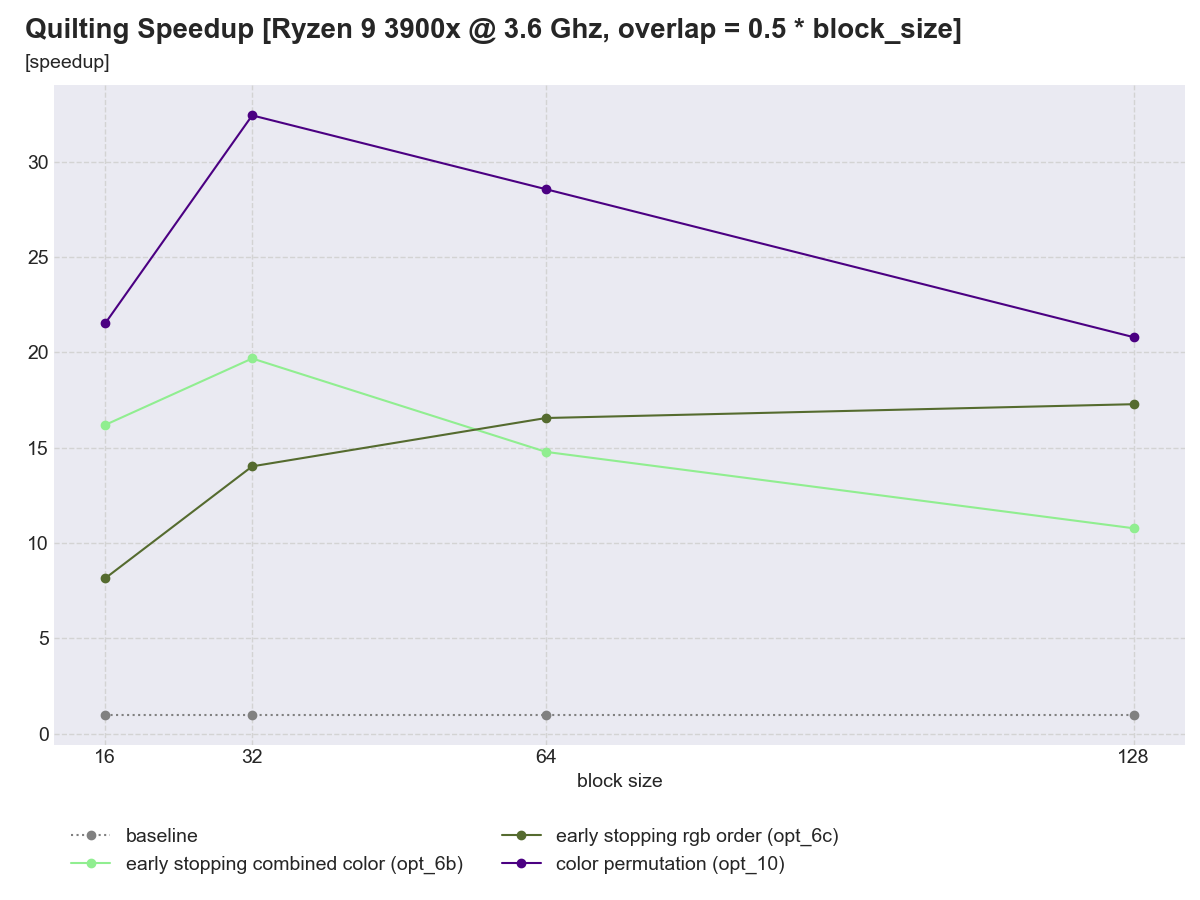 Quilting Speedup [Ryzen 9 3900x @ 3.6 Ghz, overlap = 0.5 * block_size]
[speedup]
30
25
20
15
10
5
0
16 32 64 128
block size
baseline
early stopping combined color (opt_6b)
early stopping rgb order (opt_6c)
color permutation (opt_10)